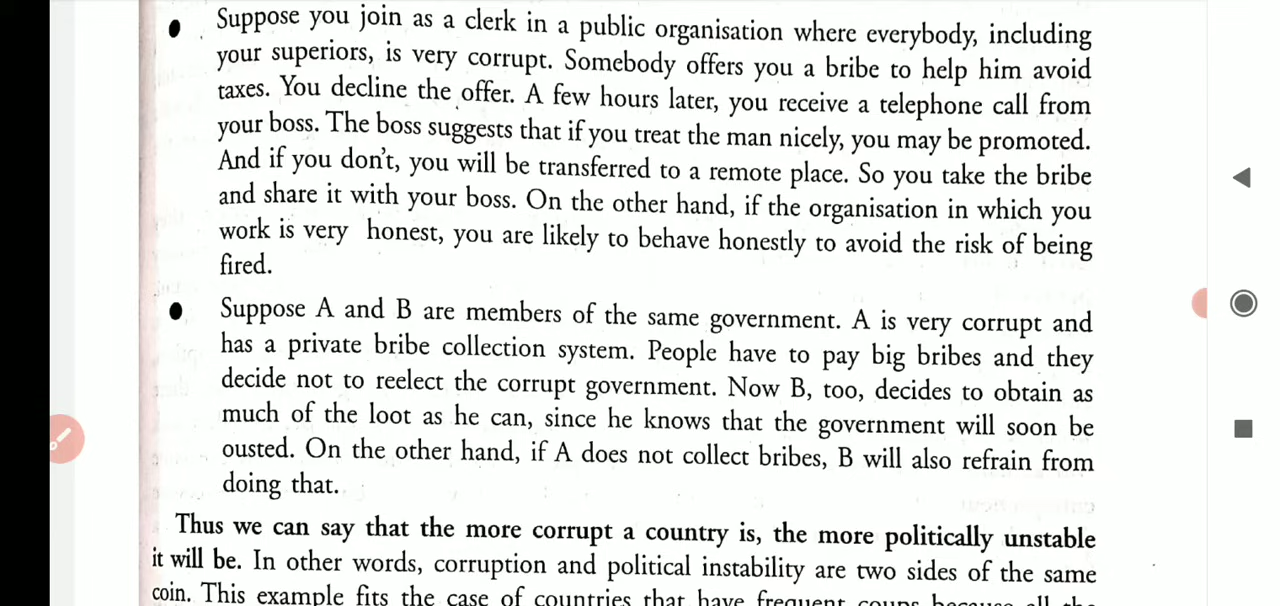 Suppose you join as a clerk in a public organisation where everybody, including
your superiors, is very corrupt. Somebody offers you a bribe to help him avoid
taxes. You decline the offer. A few hours later, you receive a telephone call from
your boss. The boss suggests that if you treat the man nicely, you may be promoted.
And if you don't, you will be transferred to a remote place. So you take the bribe
and share it with your boss. On the other hand, if the organisation in which you
work is very honest, you are likely to behave honestly to avoid the risk of being
fired.
Suppose A and B are members of the same government. A is very corrupt and
has a private bribe collection system. People have to pay big bribes and they
decide not to reelect the corrupt government. Now B, too, decides to obtain as
much of the loot as he can, since he knows that the government will soon be
ousted. On the other hand, if A does not collect bribes, B will also refrain from
doing that.
Thus we can say that the more corrupt a country is, the more politically unstable
it will be. In other words, corruption and political instability are two sides of the same
coin. This example fits the case of countries that have frequent coups because all the